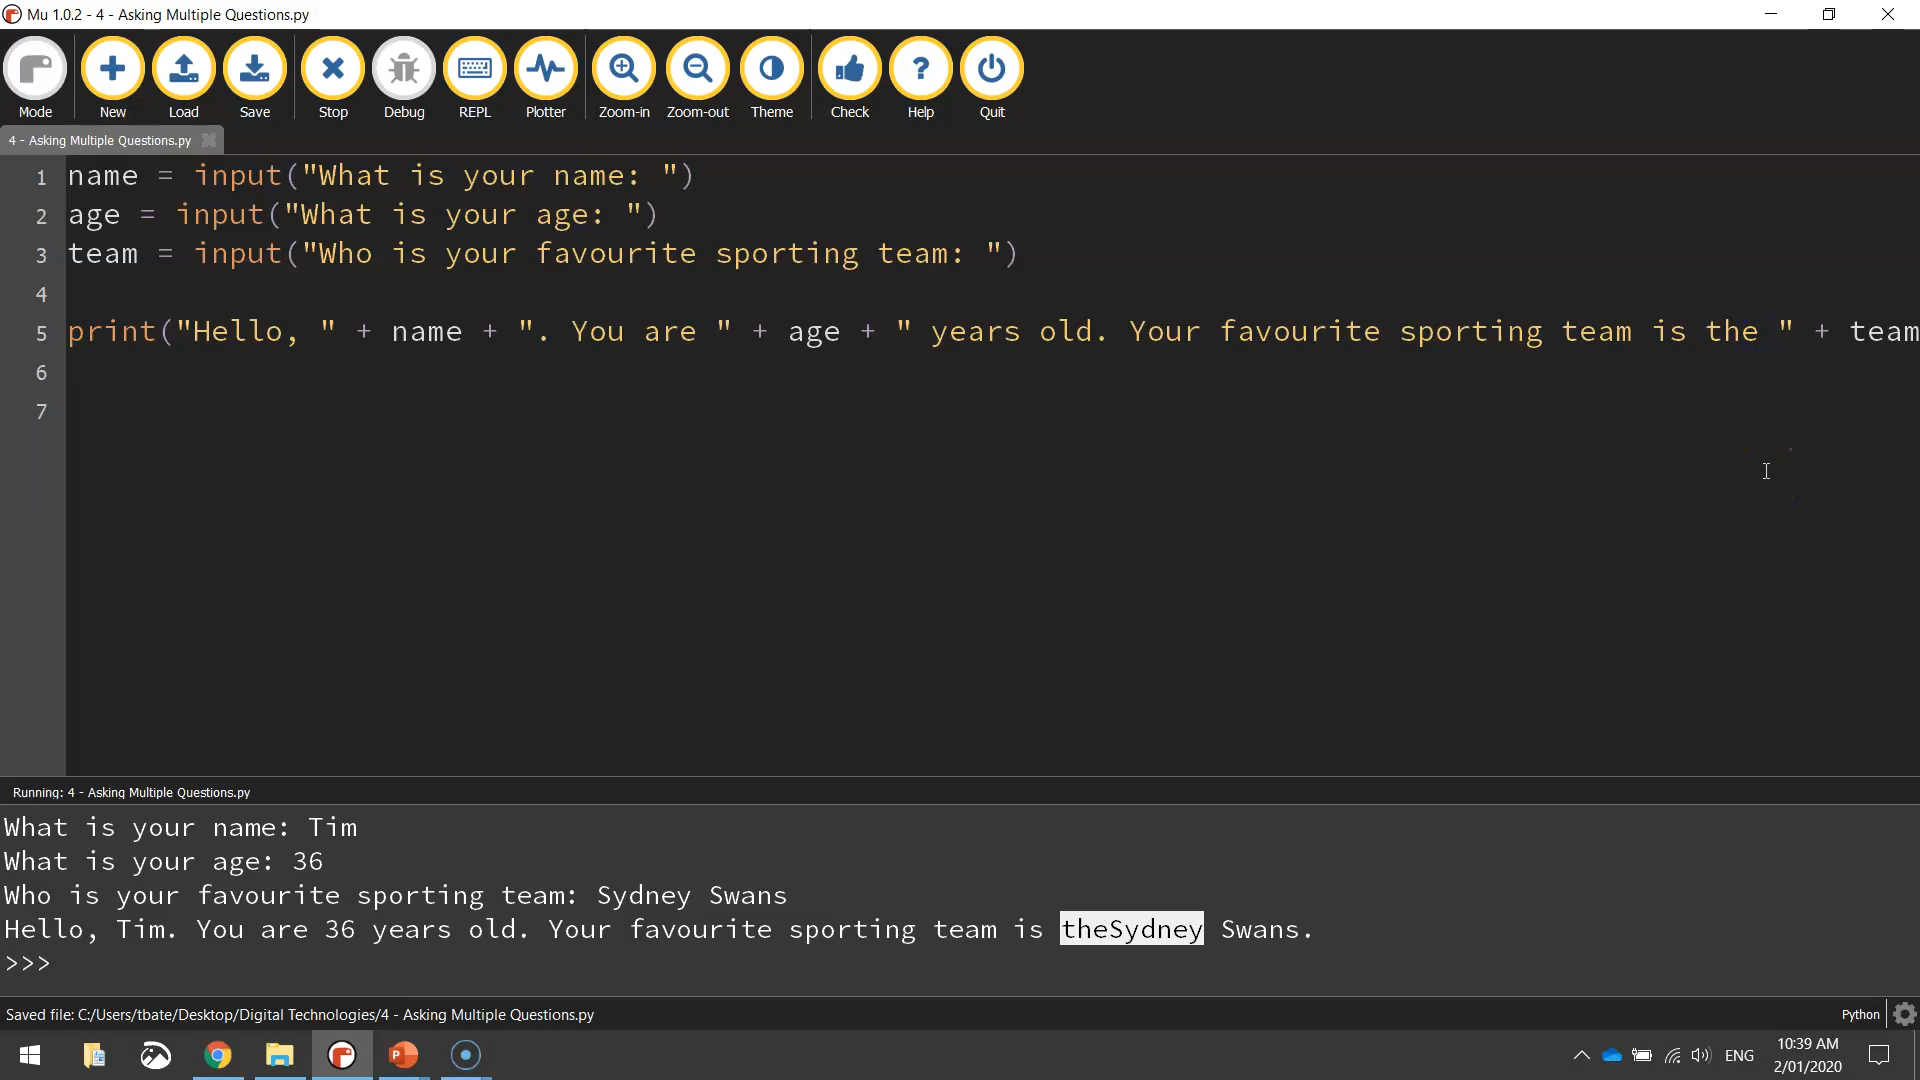 Mu 1.0.2 - 4 - Asking Multiple Questions.py
Mode New Load Save Stop Debug REPL Plotter Zoom-in Zoom-out Theme Check Help Quit
4 - Asking Multiple Questions.py
1 name = input("What is your name: ")
2 age = input("What is your age: ")
3 team = input("Who is your favourite sporting team: ")
4
5 print("Hello, " + name + ". You are " + age + " years old. Your favourite sporting team is the " + team
6
7
Running: 4 - Asking Multiple Questions.py
What is your name: Tim
What is your age: 36
Who is your favourite sporting team: Sydney Swans
Hello, Tim. You are 36 years old. Your favourite sporting team is theSydney Swans.
>>>
Saved file: C:/Users/tbate/Desktop/Digital Technologies/4 - Asking Multiple Questions.py
Python
ENG
10:39 AM
2/01/2020